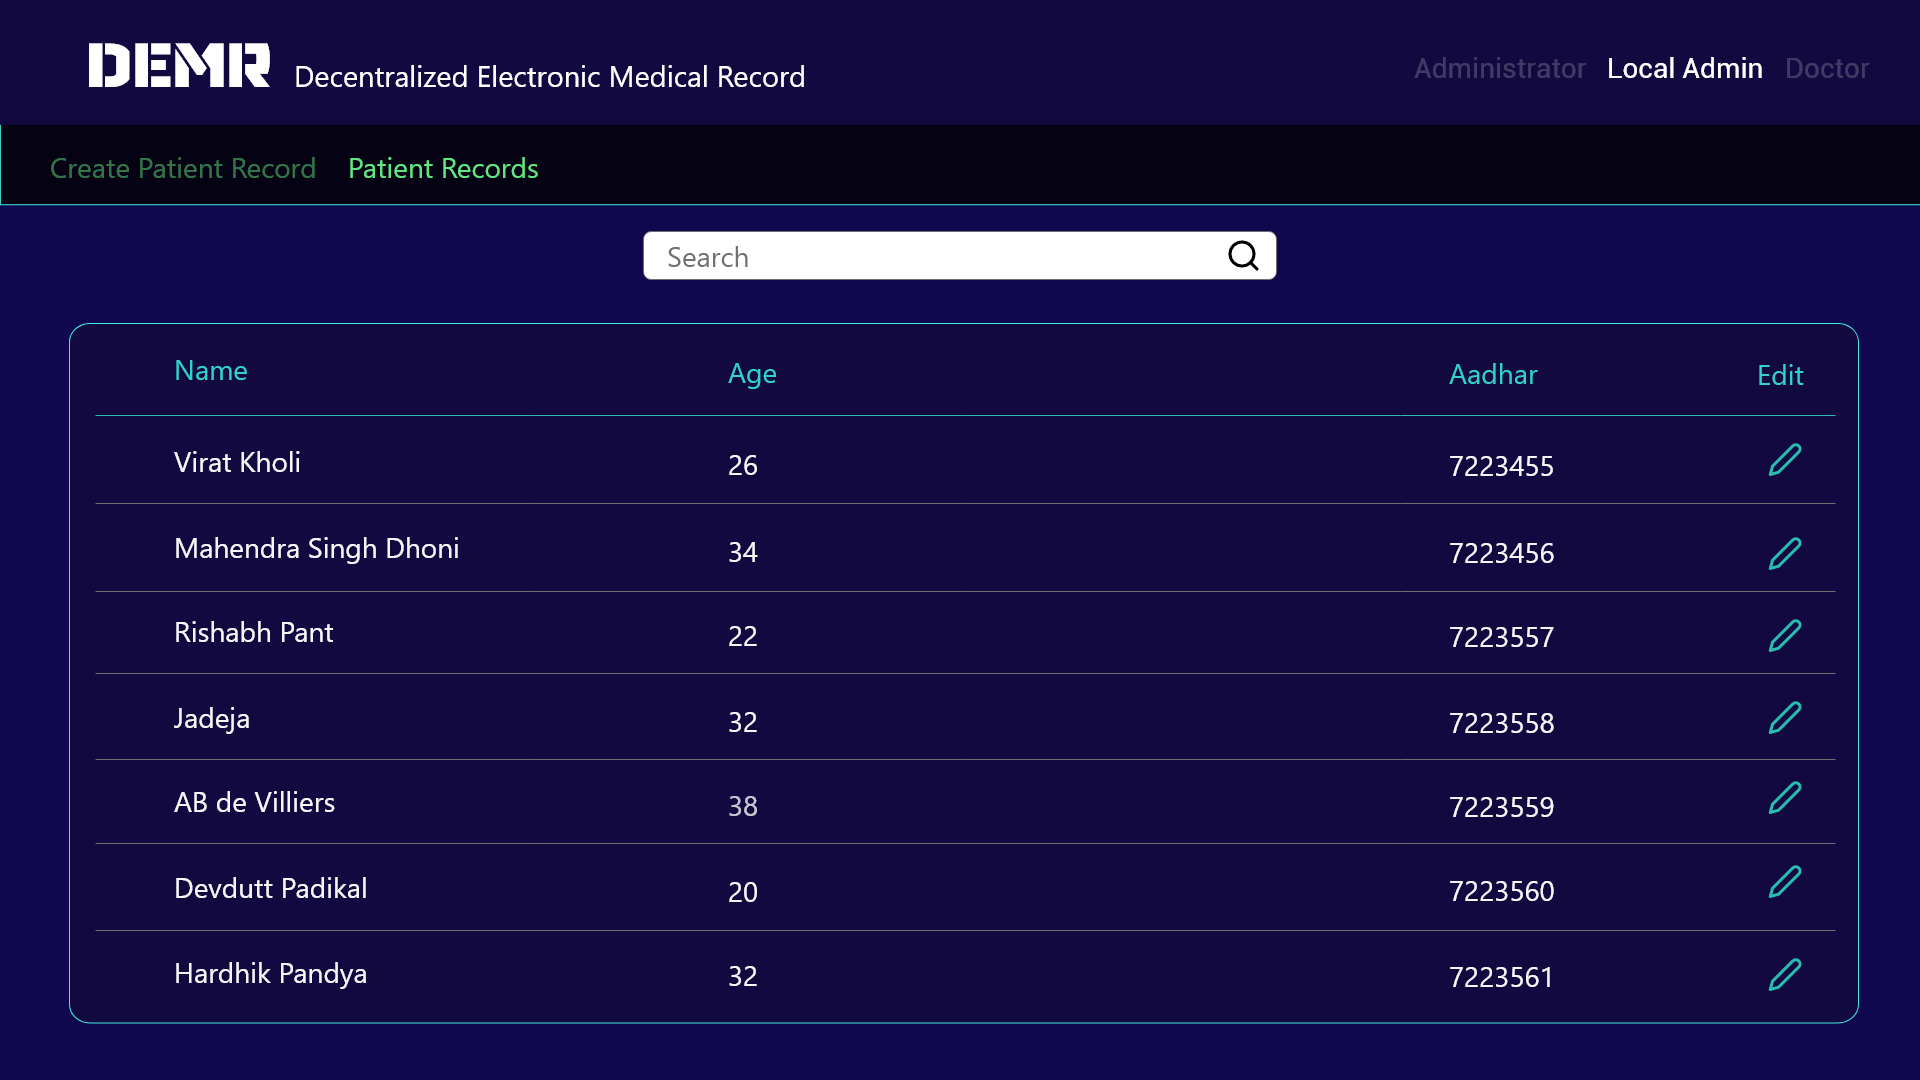 DEMR Decentralized Electronic Medical Record Administrator Local Admin Doctor
Create Patient Record Patient Records
Search
Name Age Aadhar Edit
Virat Kholi 26 7223455
Mahendra Singh Dhoni 34 7223456
Rishabh Pant 22 7223557
Jadeja 32 7223558
AB de Villiers 38 7223559
Devdutt Padikal 20 7223560
Hardhik Pandya 32 7223561